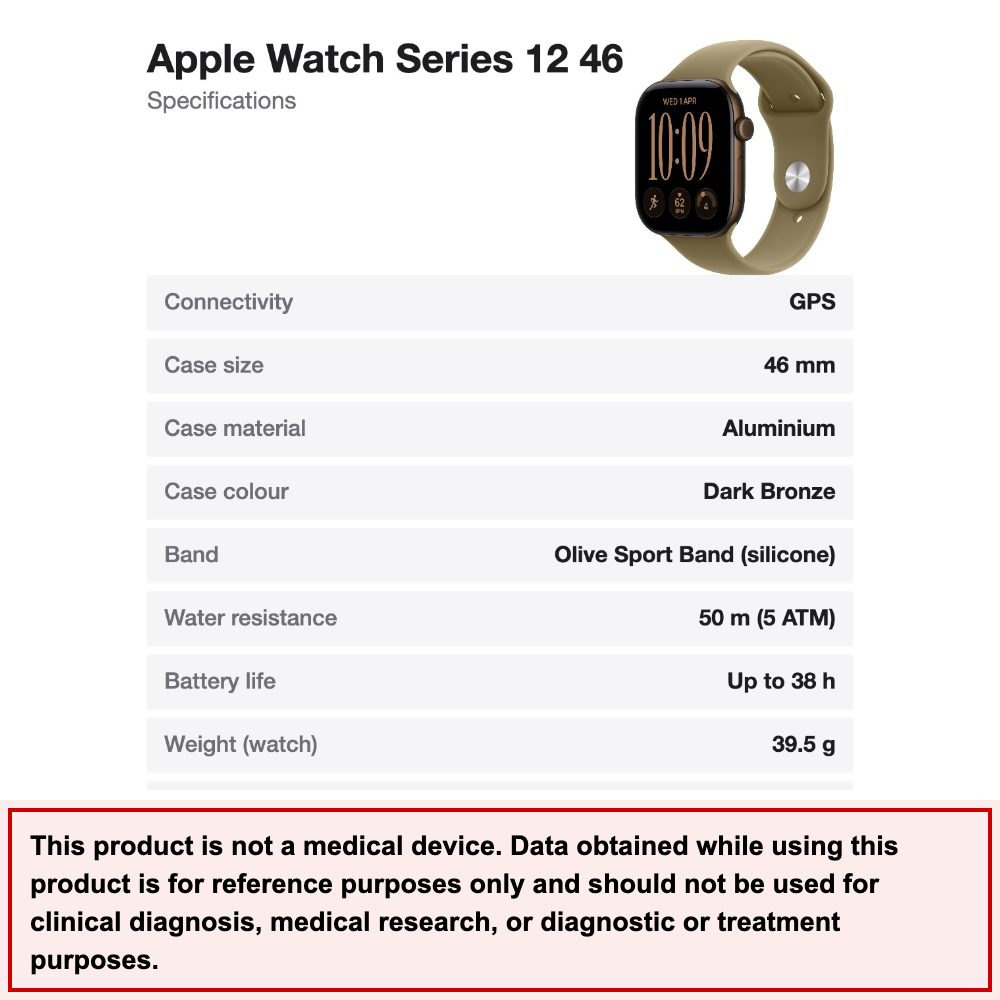 Apple Watch Series 12 46
Specifications
WED 1 APR
10:09
62
BPM
4
Connectivity GPS
Case size 46 mm
Case material Aluminium
Case colour Dark Bronze
Band Olive Sport Band (silicone)
Water resistance 50 m (5 ATM)
Battery life Up to 38 h
Weight (watch) 39.5 g
This product is not a medical device. Data obtained while using this
product is for reference purposes only and should not be used for
clinical diagnosis, medical research, or diagnostic or treatment
purposes.